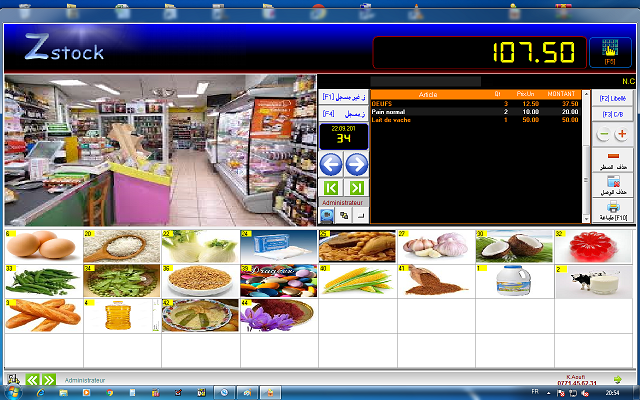 Zstock
107.50
[F5]
N.C
[F1] ز غير مسجل
[F4] ز مسجل
22.09.201
34
Administrateur
Article Qt Pex.Un MONTANT
OEUFS 3 12.50 37.50
Pain normal 2 10.00 20.00
Lait de vache 1 50.00 50.00
[F2] Libellé
[F3] C/B
حذف السطر
حذف الوصل
طباعة [F10]
6 20 22 24 25 27 30 32
33 34 36 39 40 41 1 2
Dragées
3 4 42 44
Administrateur
K.Aoufi
0771.45.67.31
FR
20:54